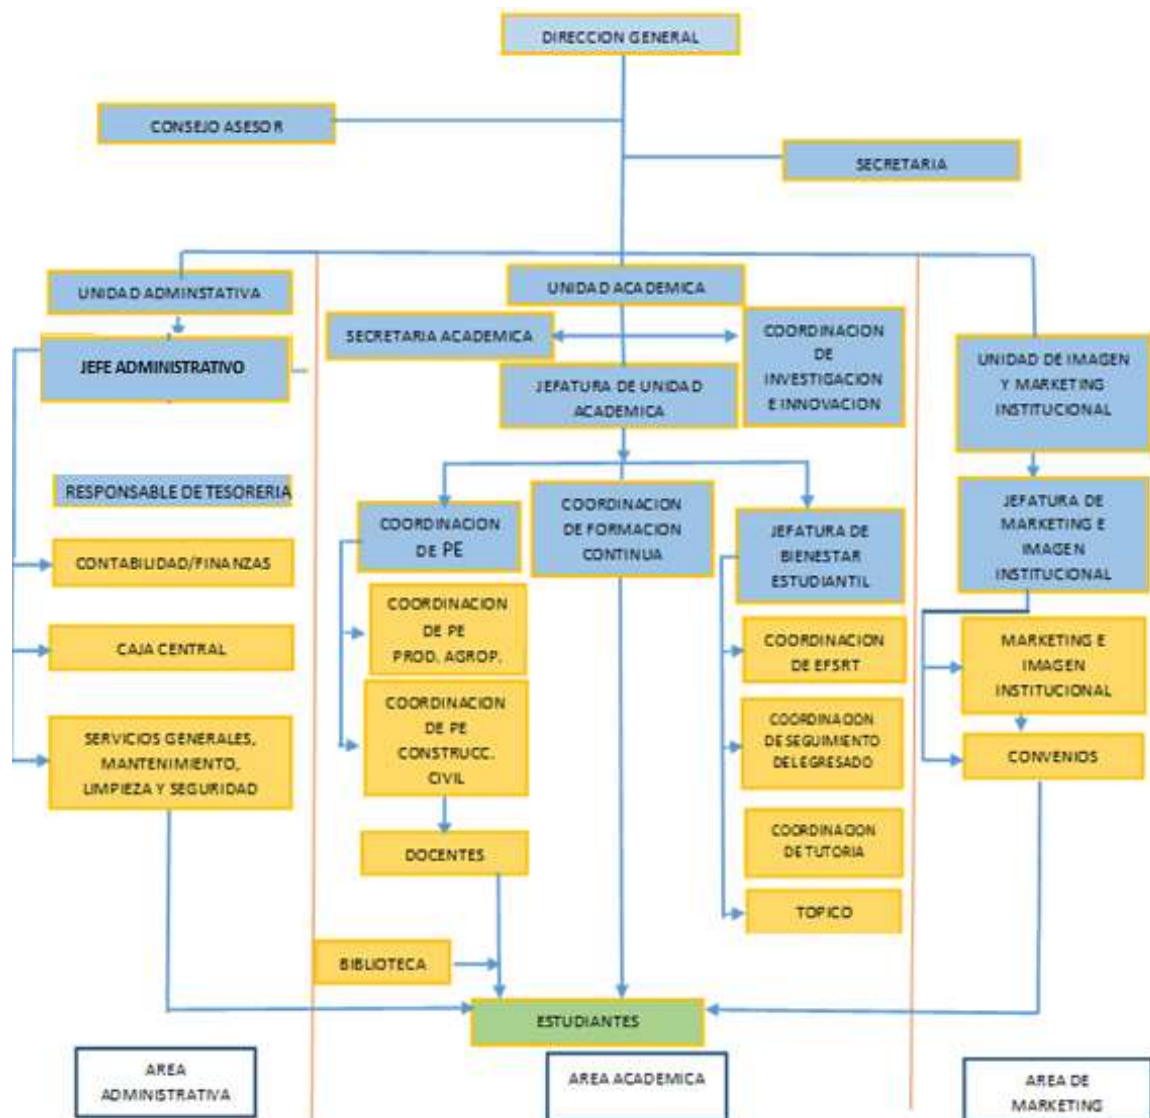 DIRECCION GENERAL
CONSEJO ASESOR
SECRETARIA
UNIDAD ADMINSTATIVA
JEFE ADMINISTRATIVO
RESPONSABLE DE TESORERIA
CONTABILIDAD/FINANZAS
CAJA CENTRAL
SERVICIOS GENERALES,
MANTENIMIENTO,
LIMPIEZA Y SEGURIDAD
UNIDAD ACADEMICA
SECRETARIA ACADEMICA
COORDINACION
DE
INVESTIGACION
E INNOVACION
JEFATURA DE UNIDAD
ACADEMICA
COORDINACION
DE PE
COORDINACION
DE PE
PROD. AGROP.
COORDINACION
DE PE
CONSTRUCC.
CIVIL
DOCENTES
BIBLIOTECA
COORDINACION
DE FORMACION
CONTINUA
JEFATURA DE
BIENESTAR
ESTUDIANTIL
COORDINACION
DE EFSRT
COORDINACION
DE SEGUIMIENTO
DEL EGRESADO
COORDINACION
DE TUTORIA
TOPICO
UNIDAD DE IMAGEN
Y MARKETING
INSTITUCIONAL
JEFATURA DE
MARKETING E
IMAGEN
INSTITUCIONAL
MARKETING E
IMAGEN
INSTITUCIONAL
CONVENIOS
ESTUDIANTES
AREA
ADMINISTRATIVA
AREA ACADEMICA
AREA DE
MARKETING